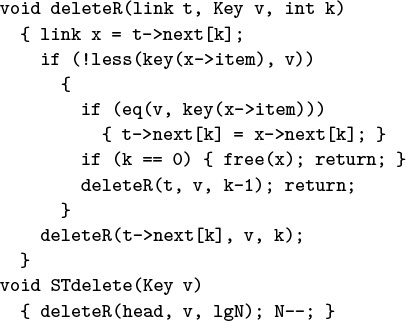 void deleteR(link t, Key v, int k)
  { link x = t->next[k];
    if (!less(key(x->item), v))
      {
        if (eq(v, key(x->item)))
          { t->next[k] = x->next[k]; }
        if (k == 0) { free(x); return; }
        deleteR(t, v, k-1); return;
      }
    deleteR(t->next[k], v, k);
  }
void STdelete(Key v)
  { deleteR(head, v, lgN); N--; }